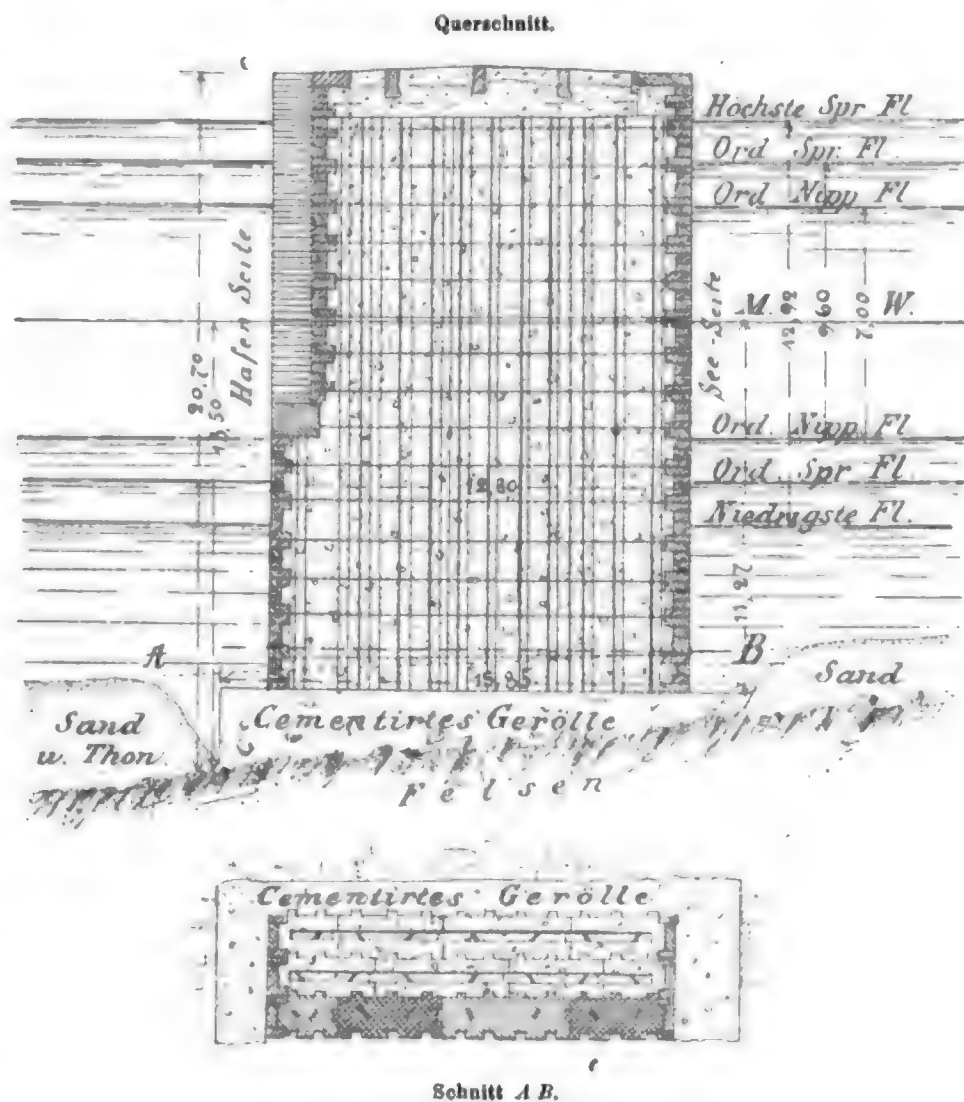 Querschnitt.
Höchste Spr Fl
Ord Spr Fl.
Ord Nipp Fl
Hafen Seite
See-Seite
M. W.
12,92
9,60
7,00
20,70
50
Ord. Nipp. Fl
Ord. Spr Fl
Niedrigste Fl.
12,80
11,27
A
B
15,85
Sand
Sand
u. Thon.
Cementirtes Gerölle
Felsen
Cementirtes Gerölle
Schnitt A B.